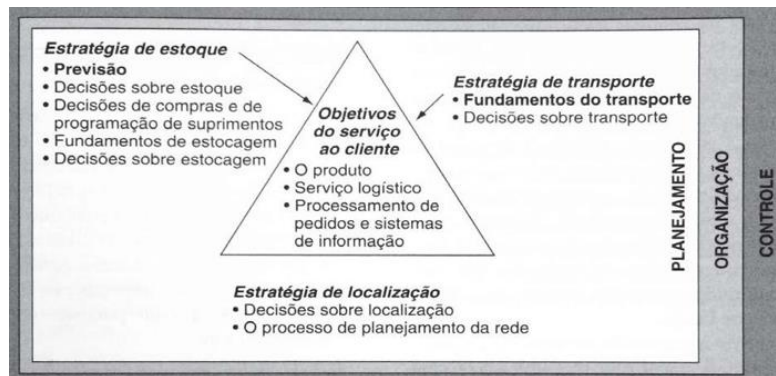 Estratégia de estoque
• Previsão
• Decisões sobre estoque
• Decisões de compras e de
programação de suprimentos
• Fundamentos de estocagem
• Decisões sobre estocagem
Objetivos
do serviço
ao cliente
• O produto
• Serviço logístico
• Processamento de
pedidos e sistemas
de informação
Estratégia de transporte
• Fundamentos do transporte
• Decisões sobre transporte
Estratégia de localização
• Decisões sobre localização
• O processo de planejamento da rede
PLANEJAMENTO
ORGANIZAÇÃO
CONTROLE